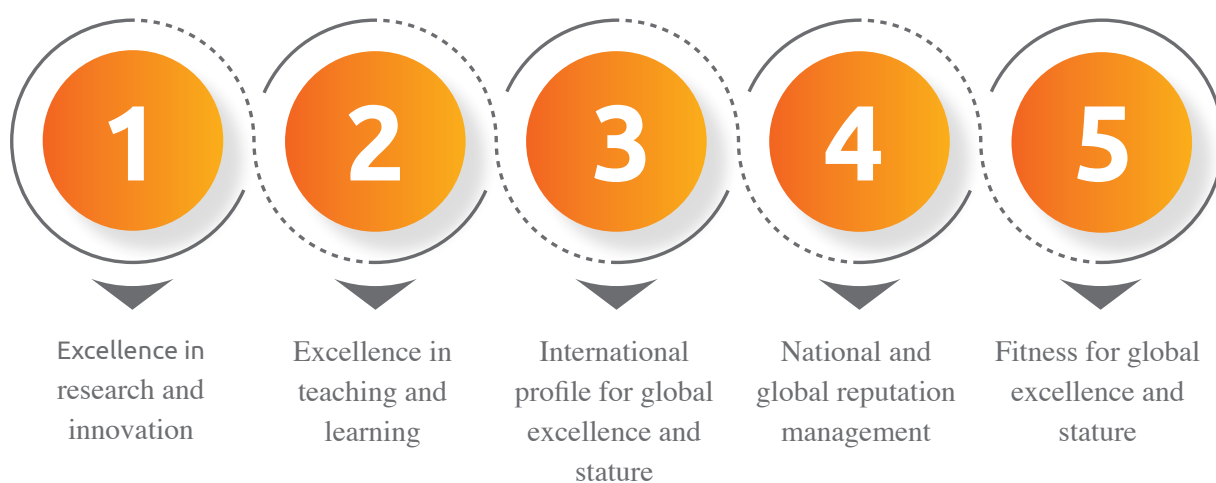 1
Excellence in
research and
innovation
2
Excellence in
teaching and
learning
3
International
profile for global
excellence and
stature
4
National and
global reputation
management
5
Fitness for global
excellence and
stature